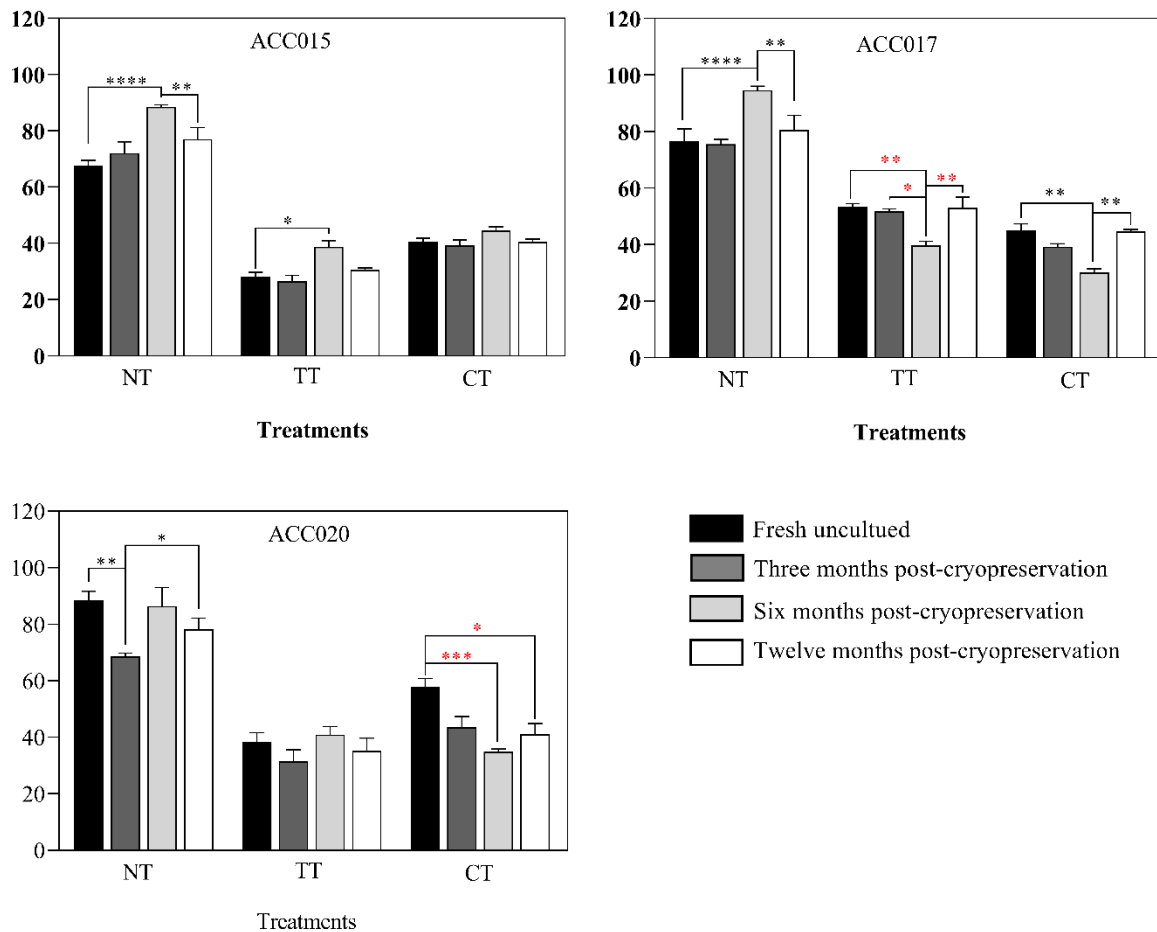 ACC015
120
100
80
60
40
20
0
****
**
*
NT TT CT
Treatments
ACC017
120
100
80
60
40
20
0
****
**
**
*
**
**
**
NT TT CT
Treatments
ACC020
120
100
80
60
40
20
0
**
*
***
*
NT TT CT
Treatments
Fresh uncultued
Three months post-cryopreservation
Six months post-cryopreservation
Twelve months post-cryopreservation